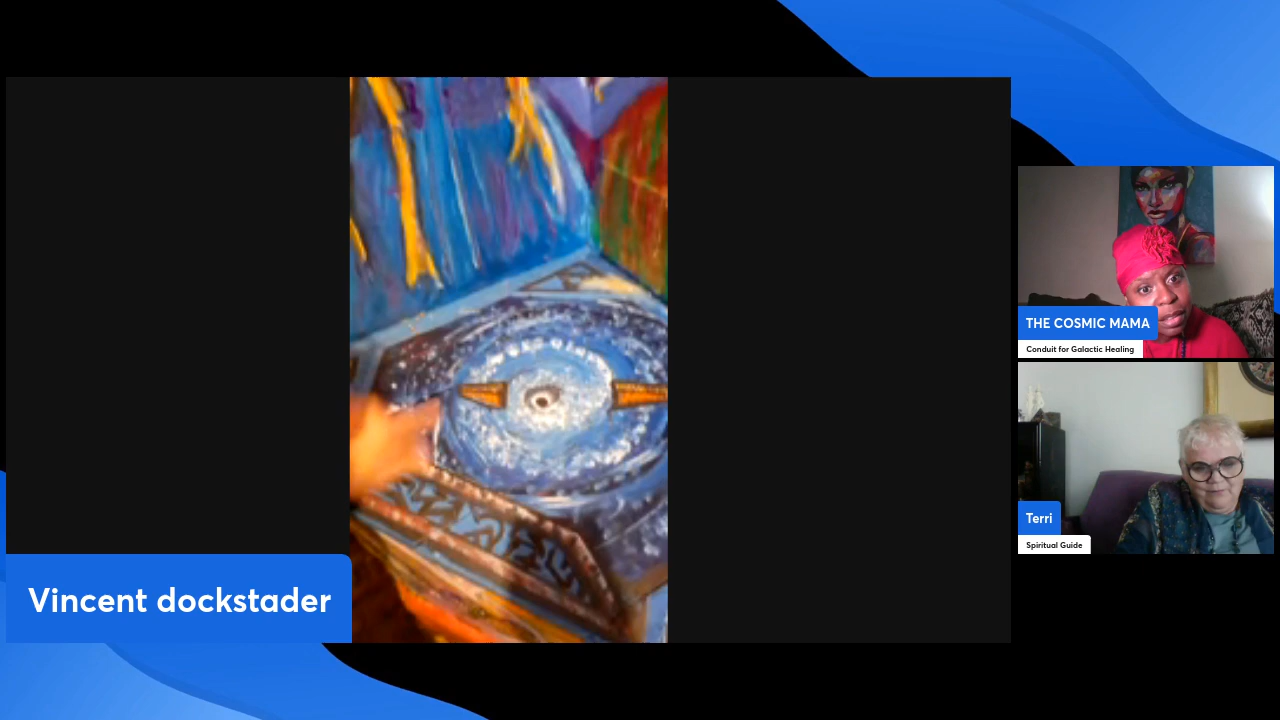 Vincent dockstader
THE COSMIC MAMA
Conduit for Galactic Healing
Terri
Spiritual Guide